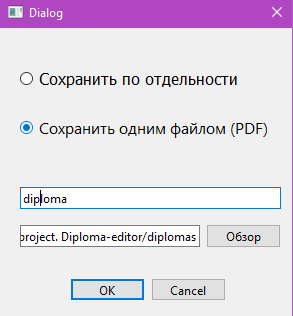 Dialog
Сохранить по отдельности
Сохранить одним файлом (PDF)
diploma
project. Diploma-editor/diplomas
Обзор
OK
Cancel